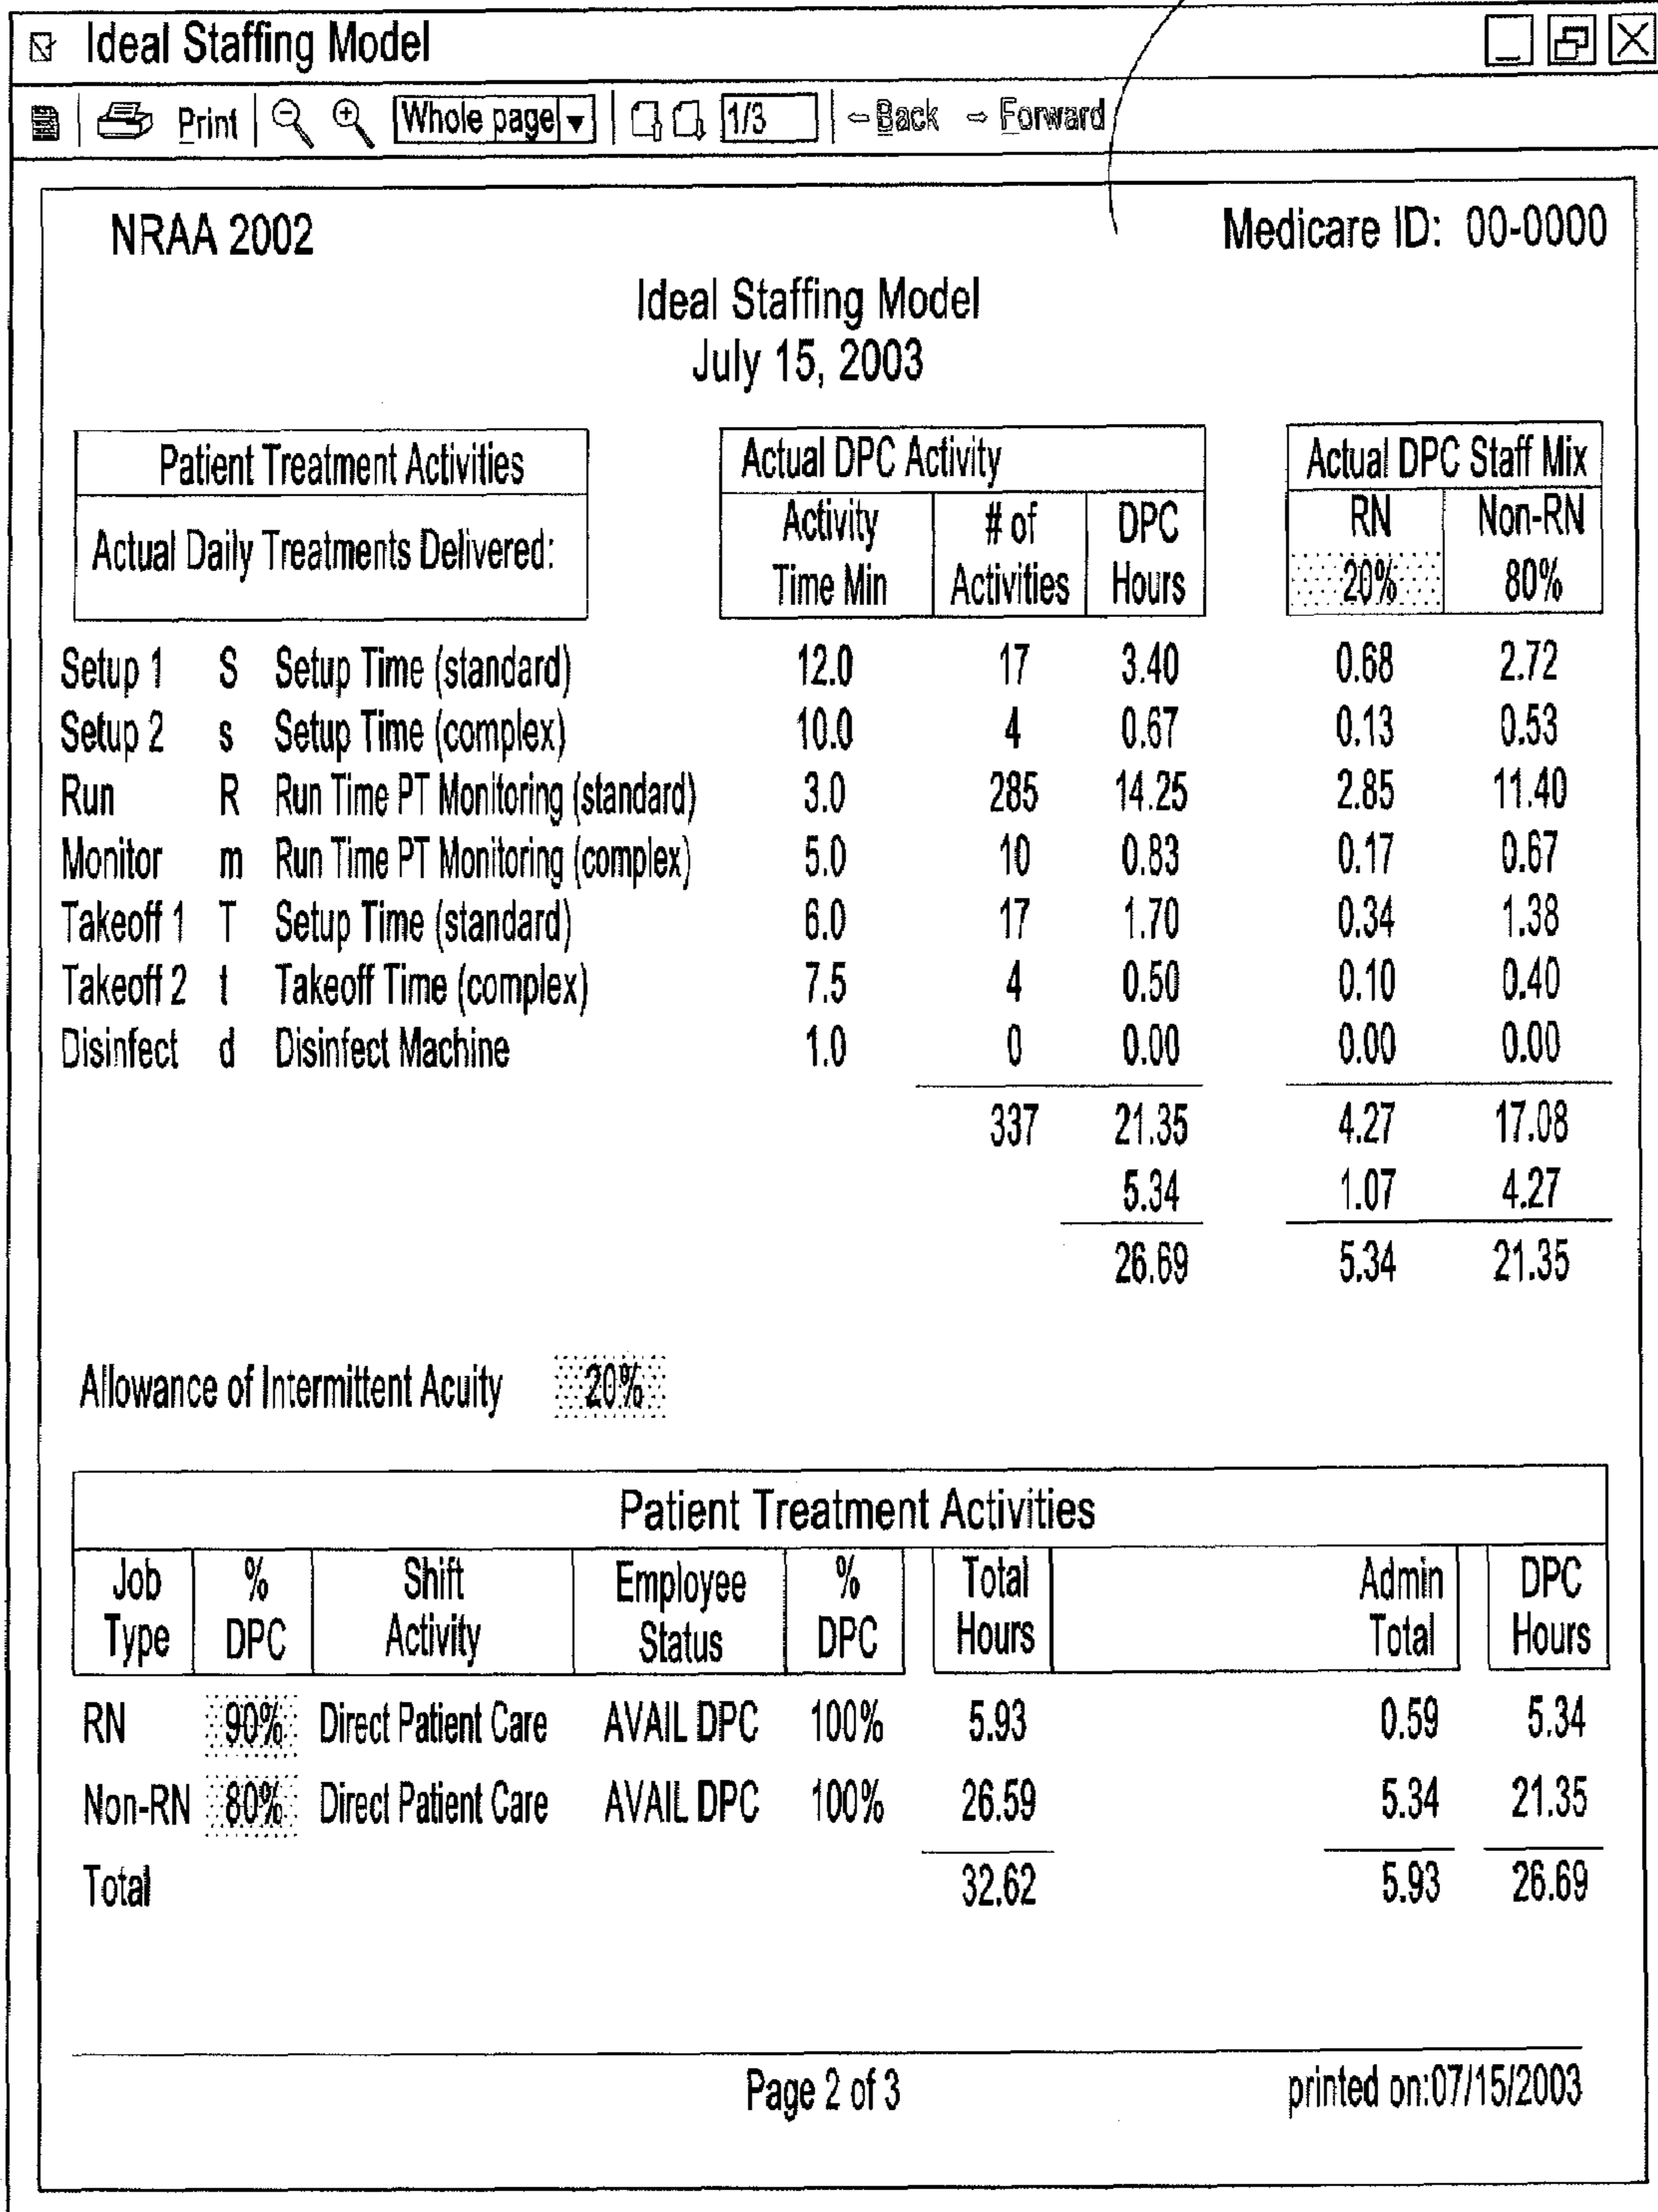 Ideal Staffing Model
Print Whole page 1/3 Back Forward
NRAA 2002 Medicare ID: 00-0000
Ideal Staffing Model
July 15, 2003
Patient Treatment Activities Actual DPC Activity Actual DPC Staff Mix
Actual Daily Treatments Delivered: Activity # of DPC RN Non-RN
Time Min Activities Hours 20% 80%
Setup 1 S Setup Time (standard) 12.0 17 3.40 0.68 2.72
Setup 2 s Setup Time (complex) 10.0 4 0.67 0.13 0.53
Run R Run Time PT Monitoring (standard) 3.0 285 14.25 2.85 11.40
Monitor m Run Time PT Monitoring (complex) 5.0 10 0.83 0.17 0.67
Takeoff 1 T Setup Time (standard) 6.0 17 1.70 0.34 1.38
Takeoff 2 t Takeoff Time (complex) 7.5 4 0.50 0.10 0.40
Disinfect d Disinfect Machine 1.0 0 0.00 0.00 0.00
337 21.35 4.27 17.08
5.34 1.07 4.27
26.69 5.34 21.35
Allowance of Intermittent Acuity 20%
Patient Treatment Activities
Job % Shift Employee % Total Admin DPC
Type DPC Activity Status DPC Hours Total Hours
RN 90% Direct Patient Care AVAIL DPC 100% 5.93 0.59 5.34
Non-RN 80% Direct Patient Care AVAIL DPC 100% 26.59 5.34 21.35
Total 32.62 5.93 26.69
Page 2 of 3 printed on:07/15/2003